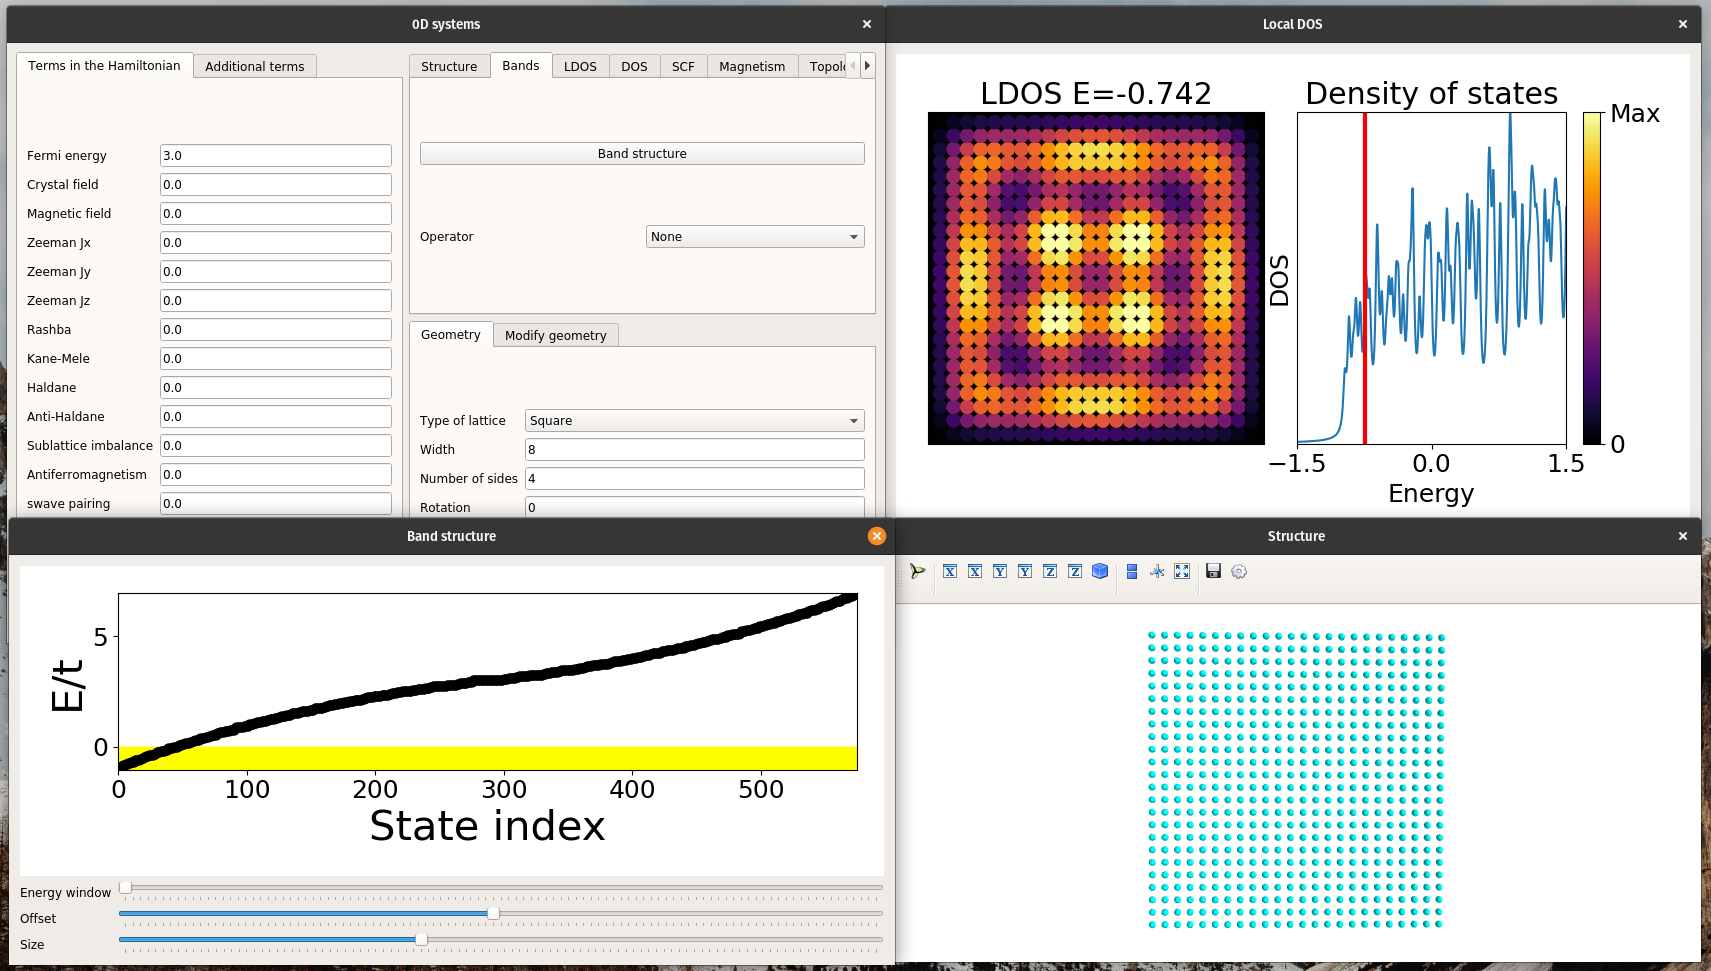 0D systems
Terms in the Hamiltonian
Additional terms
Fermi energy 3.0
Crystal field 0.0
Magnetic field 0.0
Zeeman Jx 0.0
Zeeman Jy 0.0
Zeeman Jz 0.0
Rashba 0.0
Kane-Mele 0.0
Haldane 0.0
Anti-Haldane 0.0
Sublattice imbalance 0.0
Antiferromagnetism 0.0
swave pairing 0.0
Structure Bands LDOS DOS SCF Magnetism Topol
Band structure
Operator None
Geometry Modify geometry
Type of lattice Square
Width 8
Number of sides 4
Rotation 0
Local DOS
LDOS E=-0.742
Density of states
DOS
−1.5 0.0 1.5
Energy
Max
0
Band structure
E/t
5
0
0 100 200 300 400 500
State index
Energy window
Offset
Size
Structure
X X Y Y Z Z